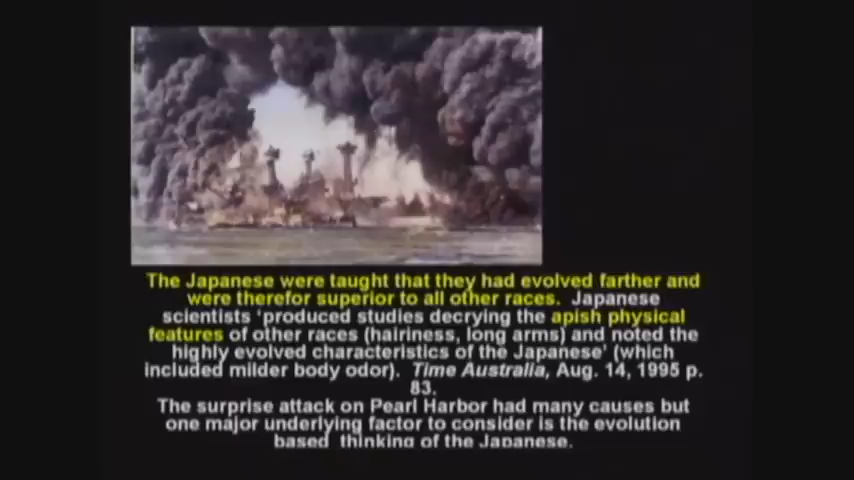 The Japanese were taught that they had evolved farther and
were therefor superior to all other races. Japanese
scientists ‘produced studies decrying the apish physical
features of other races (hairiness, long arms) and noted the
highly evolved characteristics of the Japanese’ (which
included milder body odor). Time Australia, Aug. 14, 1995 p.
83.
The surprise attack on Pearl Harbor had many causes but
one major underlying factor to consider is the evolution
based thinking of the Japanese.